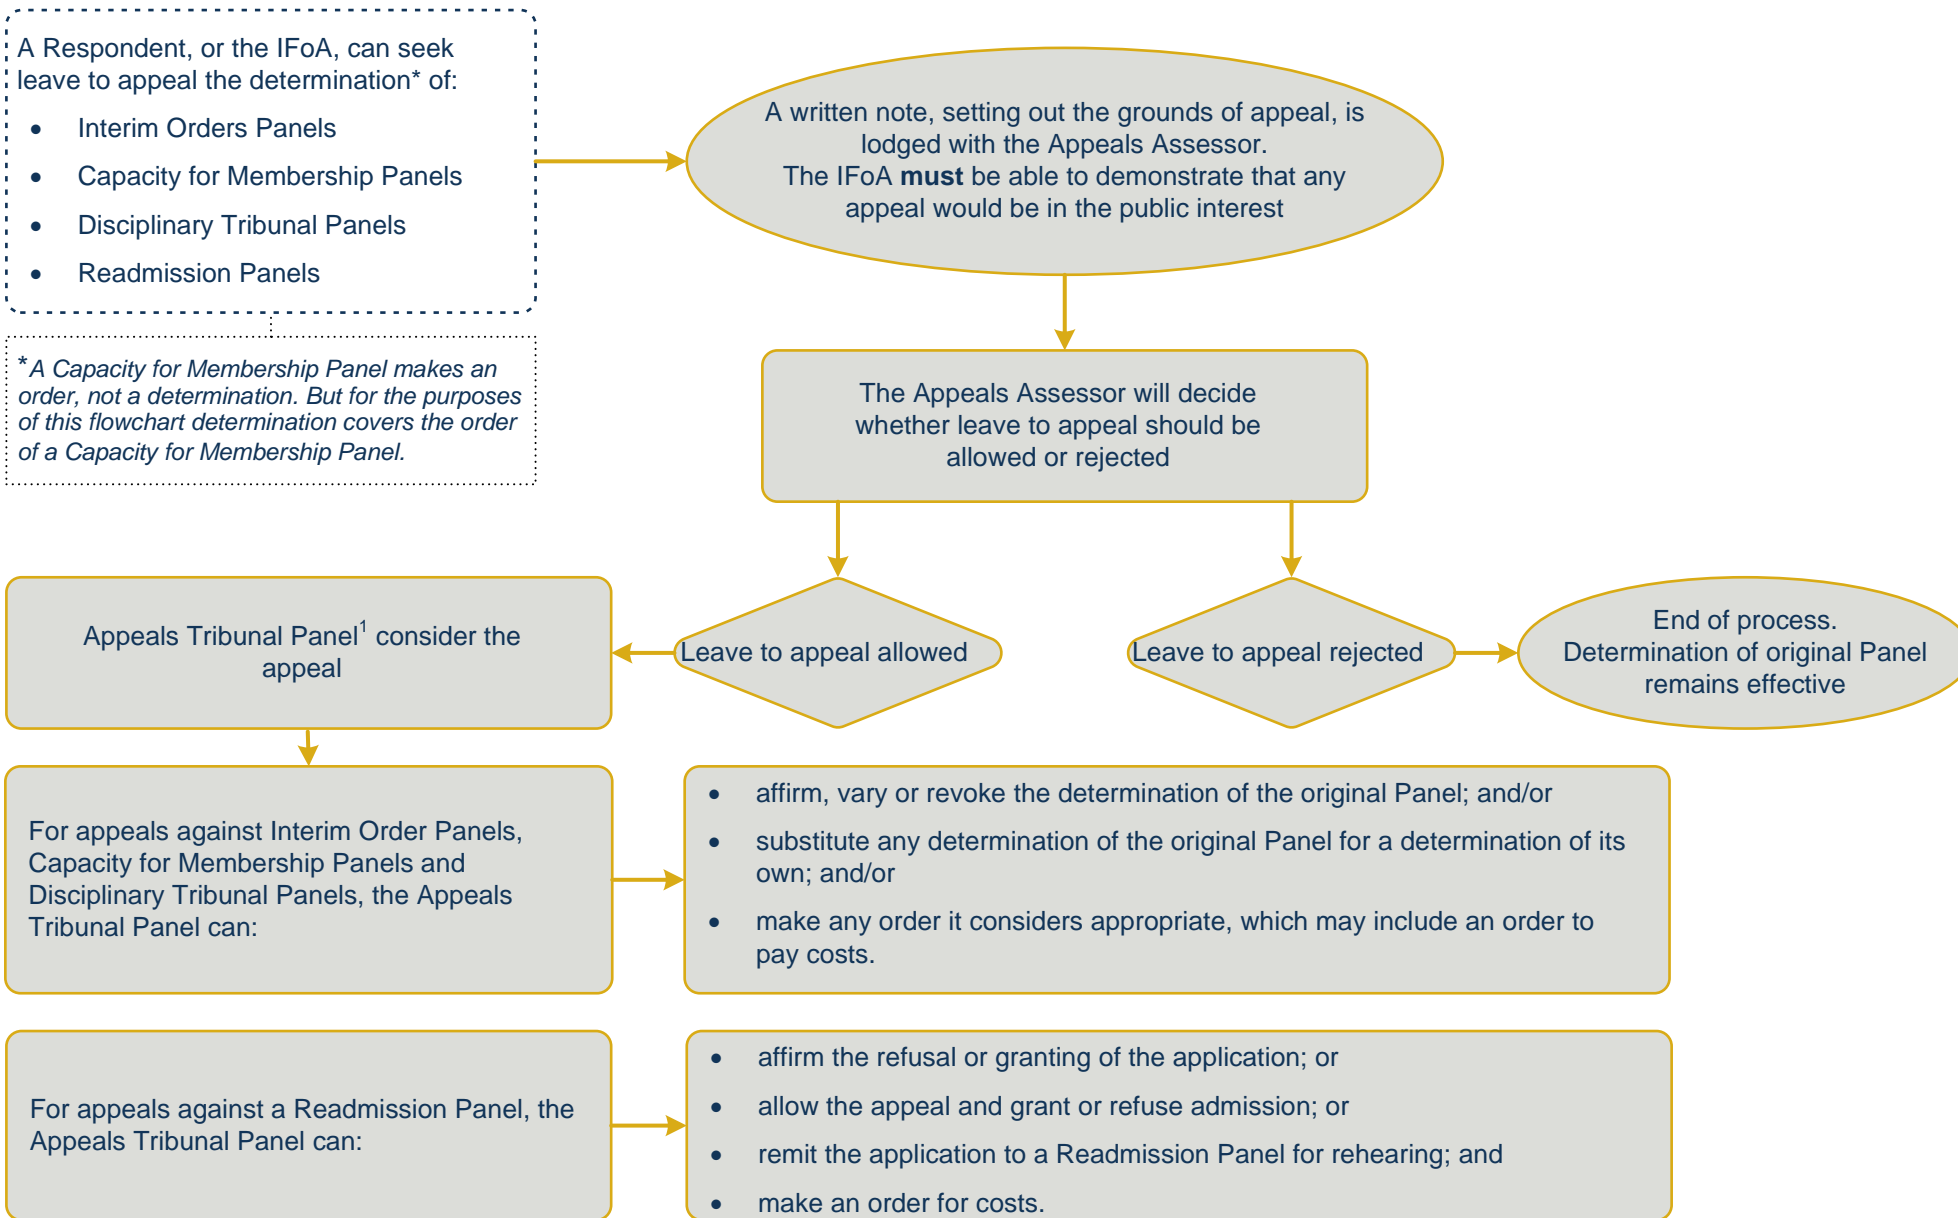 A Respondent, or the IFoA, can seek
leave to appeal the determination* of:
• Interim Orders Panels
• Capacity for Membership Panels
• Disciplinary Tribunal Panels
• Readmission Panels
*A Capacity for Membership Panel makes an
order, not a determination. But for the purposes
of this flowchart determination covers the order
of a Capacity for Membership Panel.
A written note, setting out the grounds of appeal, is
lodged with the Appeals Assessor.
The IFoA must be able to demonstrate that any
appeal would be in the public interest
The Appeals Assessor will decide
whether leave to appeal should be
allowed or rejected
Leave to appeal allowed
Leave to appeal rejected
End of process.
Determination of original Panel
remains effective
Appeals Tribunal Panel¹ consider the
appeal
For appeals against Interim Order Panels,
Capacity for Membership Panels and
Disciplinary Tribunal Panels, the Appeals
Tribunal Panel can:
• affirm, vary or revoke the determination of the original Panel; and/or
• substitute any determination of the original Panel for a determination of its
own; and/or
• make any order it considers appropriate, which may include an order to
pay costs.
For appeals against a Readmission Panel, the
Appeals Tribunal Panel can:
• affirm the refusal or granting of the application; or
• allow the appeal and grant or refuse admission; or
• remit the application to a Readmission Panel for rehearing; and
• make an order for costs.